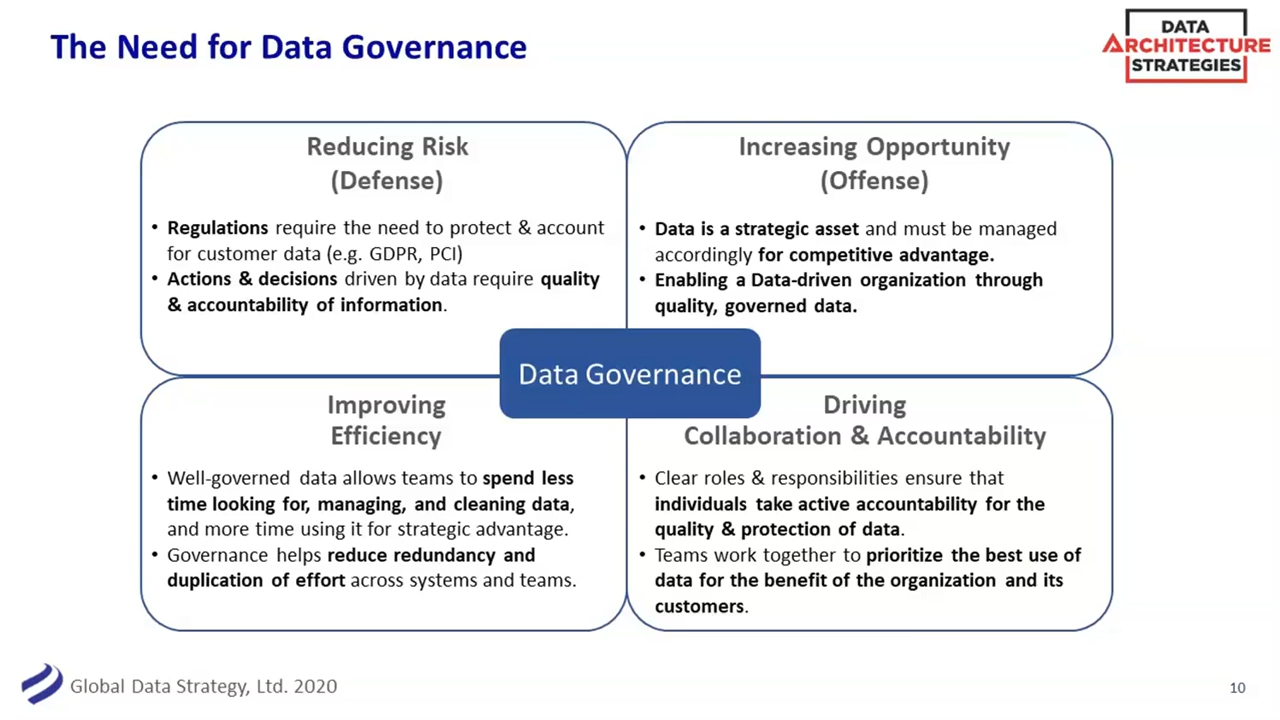 The Need for Data Governance
DATA
ARCHITECTURE
STRATEGIES
Reducing Risk
(Defense)
• Regulations require the need to protect & account
for customer data (e.g. GDPR, PCI)
• Actions & decisions driven by data require quality
& accountability of information.
Increasing Opportunity
(Offense)
• Data is a strategic asset and must be managed
accordingly for competitive advantage.
• Enabling a Data-driven organization through
quality, governed data.
Data Governance
Improving
Efficiency
• Well-governed data allows teams to spend less
time looking for, managing, and cleaning data,
and more time using it for strategic advantage.
• Governance helps reduce redundancy and
duplication of effort across systems and teams.
Driving
Collaboration & Accountability
• Clear roles & responsibilities ensure that
individuals take active accountability for the
quality & protection of data.
• Teams work together to prioritize the best use of
data for the benefit of the organization and its
customers.
Global Data Strategy, Ltd. 2020
10